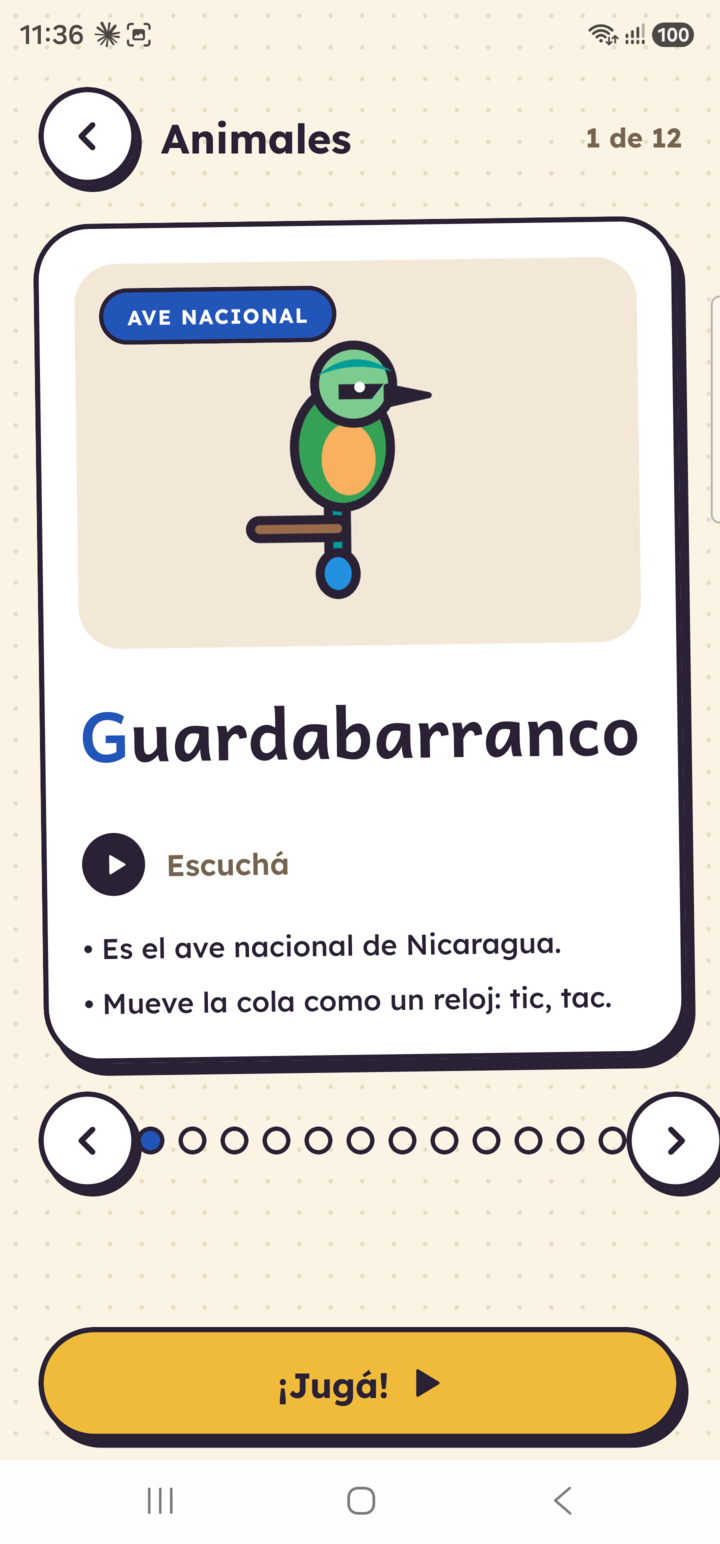 11:36
100
Animales
1 de 12
AVE NACIONAL
Guardabarranco
Escuchá
• Es el ave nacional de Nicaragua.
• Mueve la cola como un reloj: tic, tac.
¡Jugá!